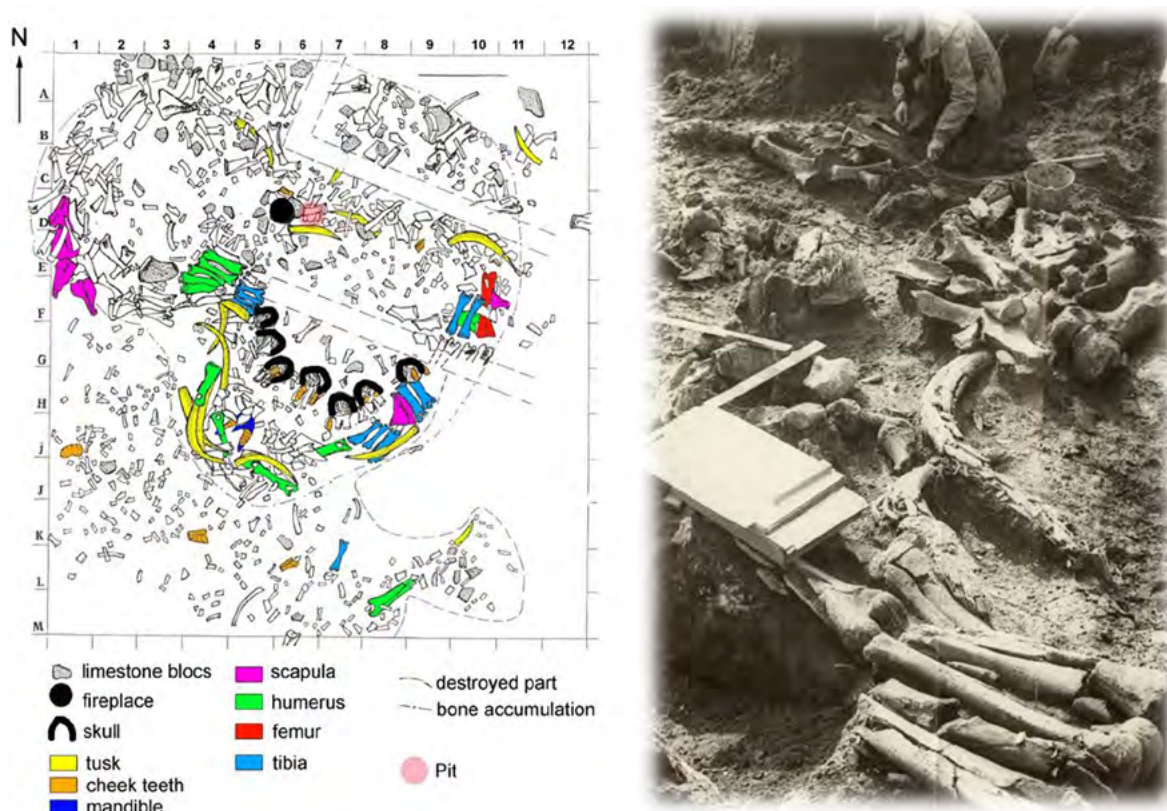 N
1 2 3 4 5 6 7 8 9 10 11 12
A
B
C
D
E
F
G
H
j
J
K
L
M
limestone blocs
fireplace
skull
tusk
cheek teeth
mandible
scapula
humerus
femur
tibia
destroyed part
bone accumulation
Pit